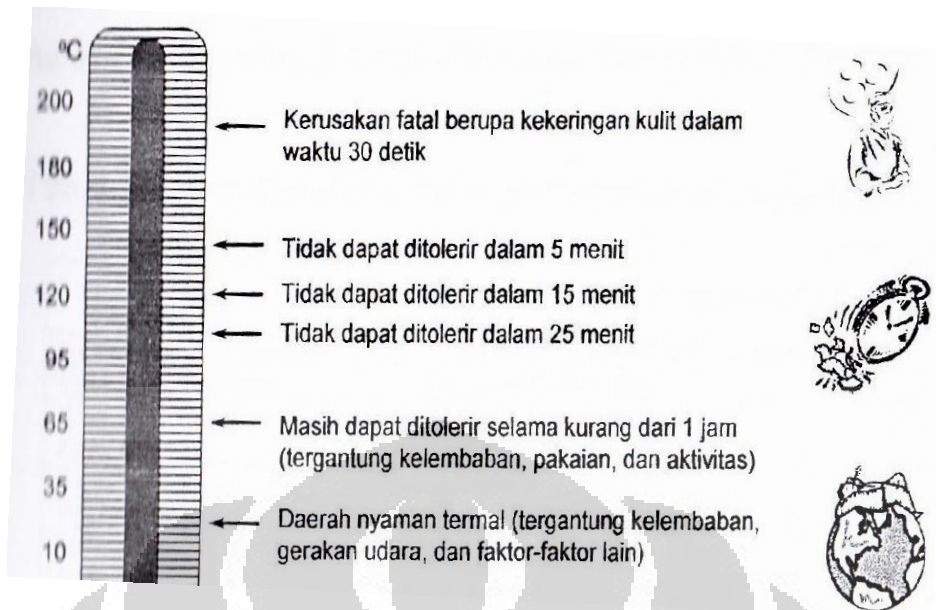 °C
200
Kerusakan fatal berupa kekeringan kulit dalam
waktu 30 detik
180
150
Tidak dapat ditolerir dalam 5 menit
120
Tidak dapat ditolerir dalam 15 menit
Tidak dapat ditolerir dalam 25 menit
95
65
Masih dapat ditolerir selama kurang dari 1 jam
(tergantung kelembaban, pakaian, dan aktivitas)
35
Daerah nyaman termal (tergantung kelembaban,
gerakan udara, dan faktor-faktor lain)
10